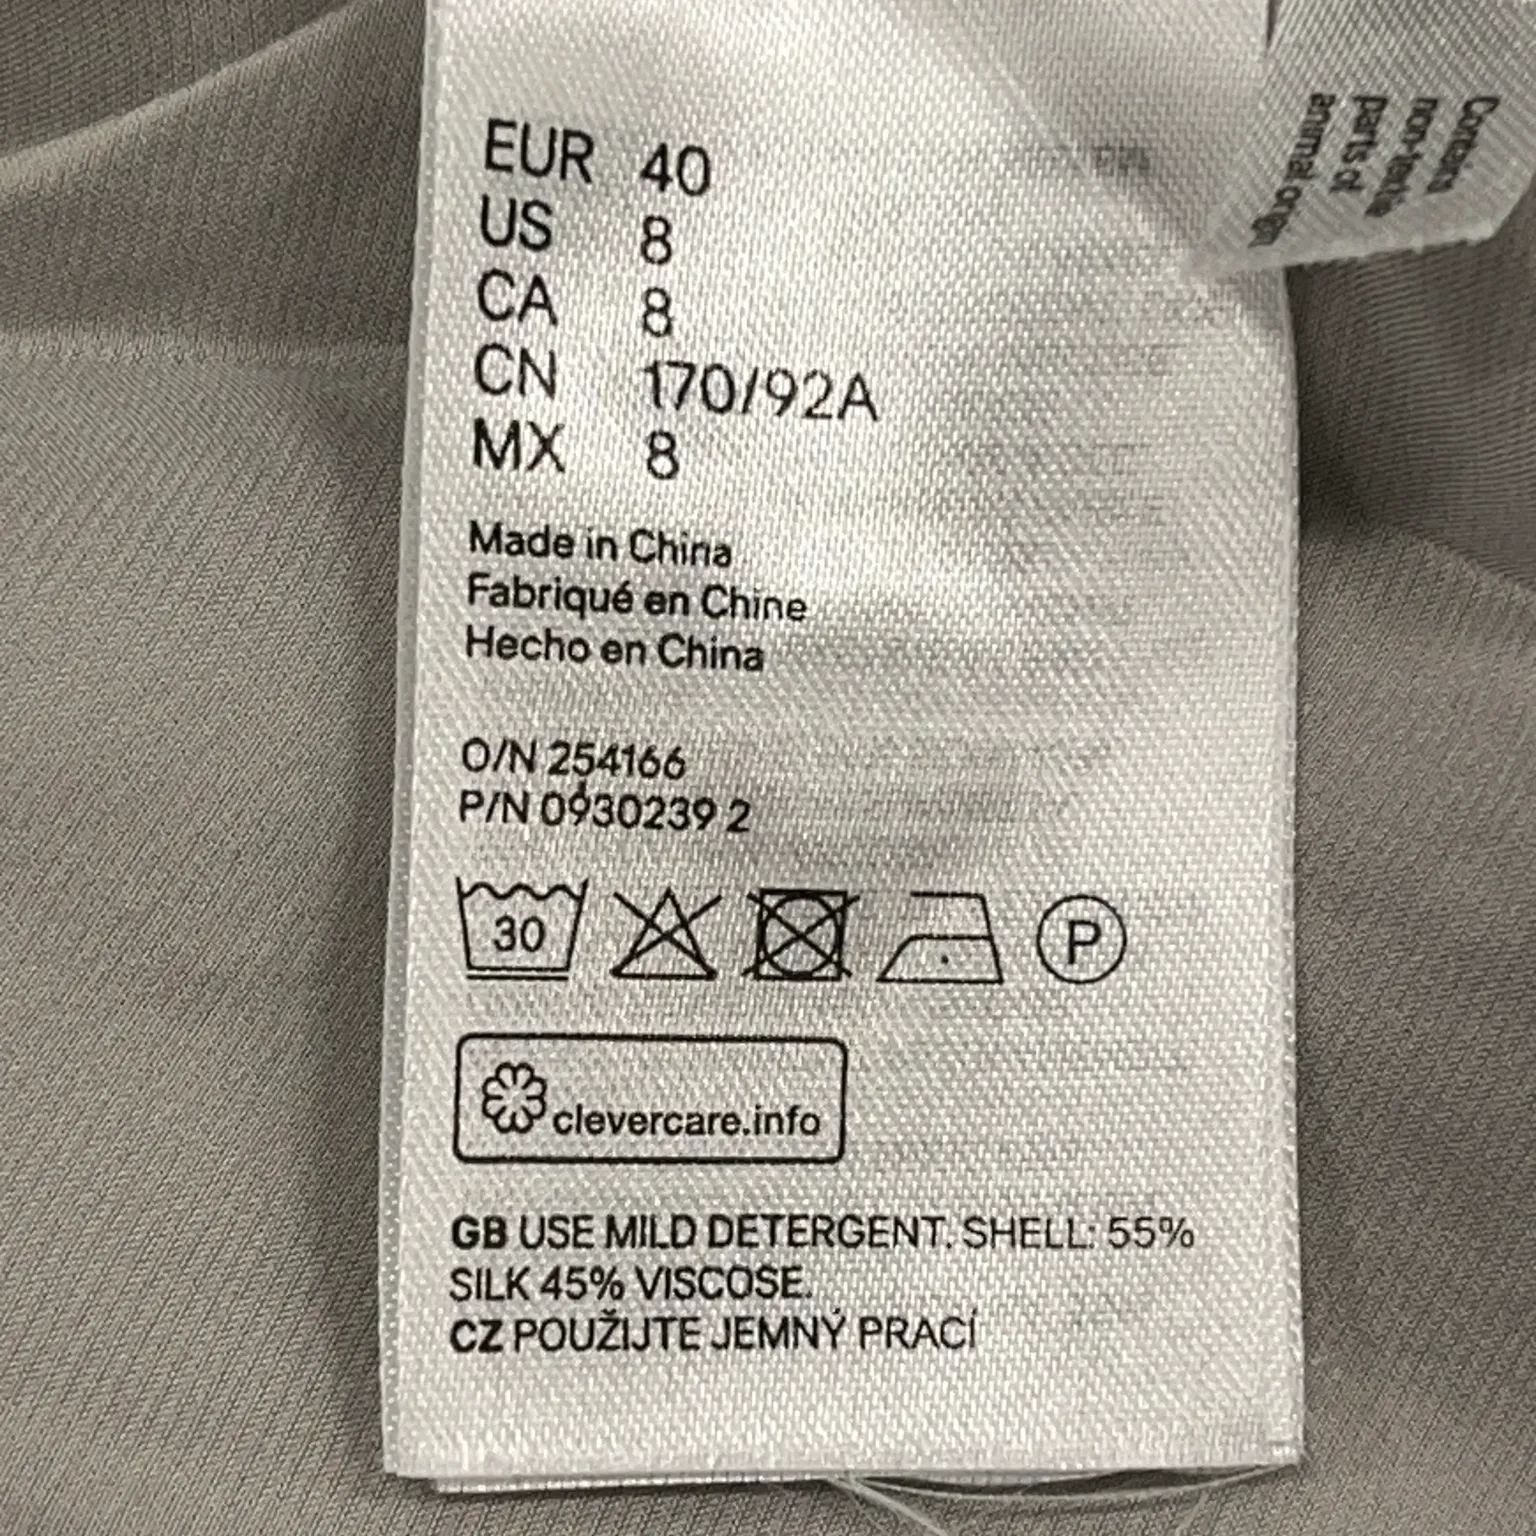 EUR 40
US 8
CA 8
CN 170/92A
MX 8
Made in China
Fabriqué en Chine
Hecho en China
O/N 254166
P/N 0930239 2
30
P
clevercare.info
GB USE MILD DETERGENT. SHELL: 55%
SILK 45% VISCOSE.
CZ POUŽIJTE JEMNÝ PRACÍ
Contains
non-textile
parts of
animal origin